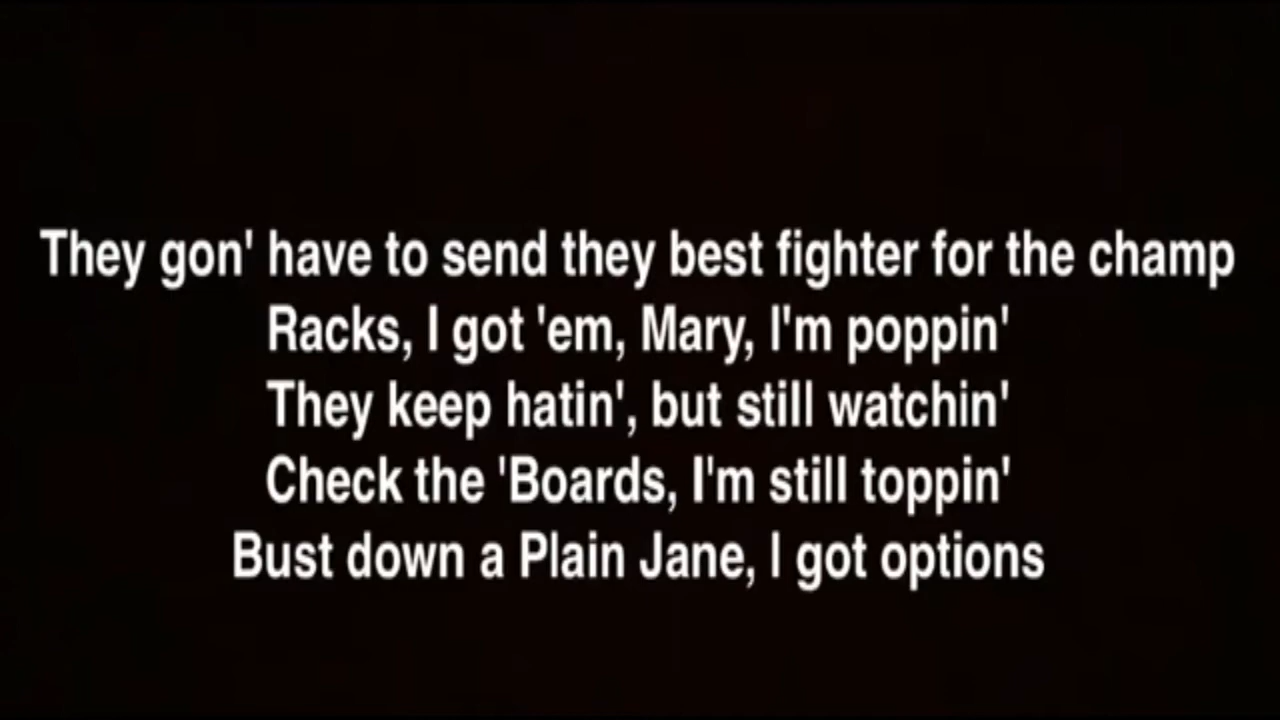 They gon' have to send they best fighter for the champ
Racks, I got 'em, Mary, I'm poppin'
They keep hatin', but still watchin'
Check the 'Boards, I'm still toppin'
Bust down a Plain Jane, I got options